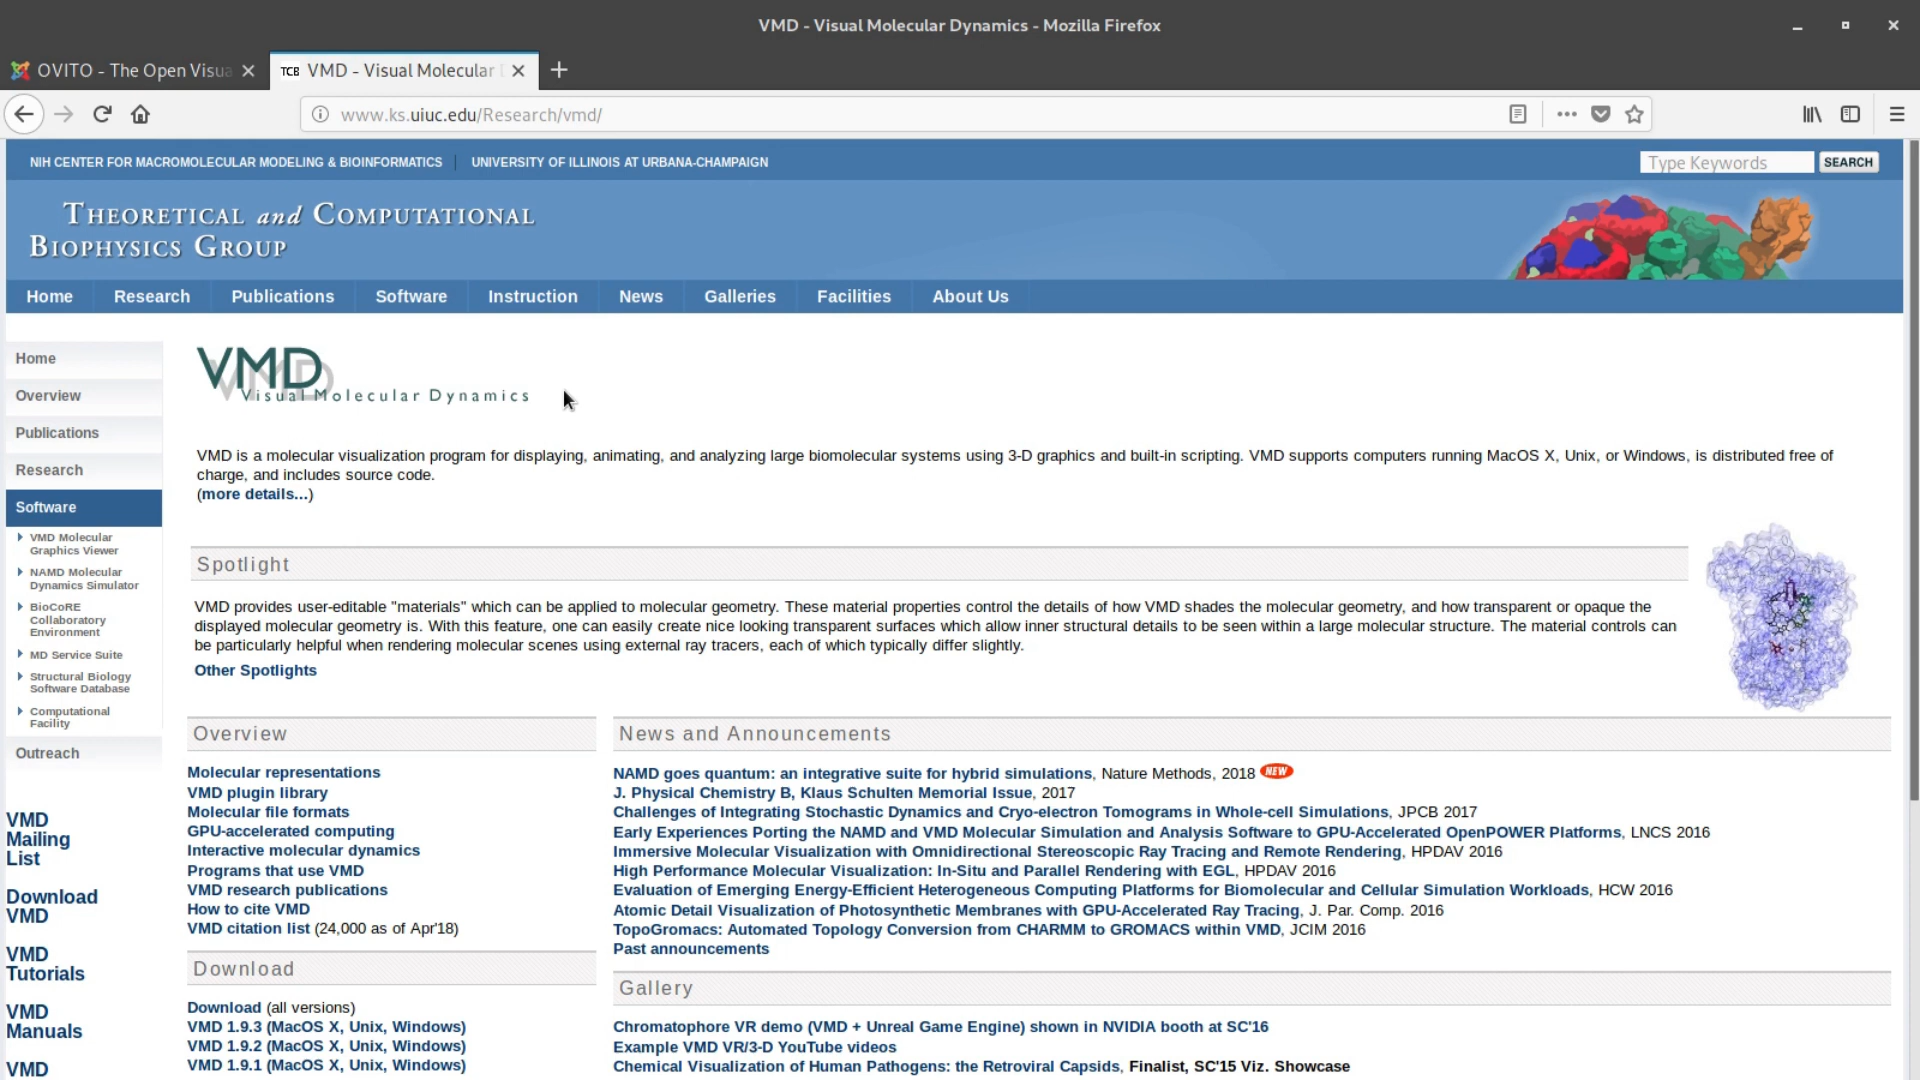 VMD - Visual Molecular Dynamics - Mozilla Firefox
OVITO - The Open Visua
TCB VMD - Visual Molecular
www.ks.uiuc.edu/Research/vmd/
NIH CENTER FOR MACROMOLECULAR MODELING & BIOINFORMATICS
UNIVERSITY OF ILLINOIS AT URBANA-CHAMPAIGN
Type Keywords
SEARCH
THEORETICAL and COMPUTATIONAL
BIOPHYSICS GROUP
Home Research Publications Software Instruction News Galleries Facilities About Us
Home
Overview
Publications
Research
Software
VMD Molecular
Graphics Viewer
NAMD Molecular
Dynamics Simulator
BioCoRE
Collaboratory
Environment
MD Service Suite
Structural Biology
Software Database
Computational
Facility
Outreach
VMD
Mailing
List
Download
VMD
VMD
Tutorials
VMD
Manuals
VMD
VMD
Visual Molecular Dynamics
VMD is a molecular visualization program for displaying, animating, and analyzing large biomolecular systems using 3-D graphics and built-in scripting. VMD supports computers running MacOS X, Unix, or Windows, is distributed free of
charge, and includes source code.
(more details...)
Spotlight
VMD provides user-editable "materials" which can be applied to molecular geometry. These material properties control the details of how VMD shades the molecular geometry, and how transparent or opaque the
displayed molecular geometry is. With this feature, one can easily create nice looking transparent surfaces which allow inner structural details to be seen within a large molecular structure. The material controls can
be particularly helpful when rendering molecular scenes using external ray tracers, each of which typically differ slightly.
Other Spotlights
Overview
Molecular representations
VMD plugin library
Molecular file formats
GPU-accelerated computing
Interactive molecular dynamics
Programs that use VMD
VMD research publications
How to cite VMD
VMD citation list (24,000 as of Apr'18)
Download
Download (all versions)
VMD 1.9.3 (MacOS X, Unix, Windows)
VMD 1.9.2 (MacOS X, Unix, Windows)
VMD 1.9.1 (MacOS X, Unix, Windows)
News and Announcements
NAMD goes quantum: an integrative suite for hybrid simulations, Nature Methods, 2018 NEW
J. Physical Chemistry B, Klaus Schulten Memorial Issue, 2017
Challenges of Integrating Stochastic Dynamics and Cryo-electron Tomograms in Whole-cell Simulations, JPCB 2017
Early Experiences Porting the NAMD and VMD Molecular Simulation and Analysis Software to GPU-Accelerated OpenPOWER Platforms, LNCS 2016
Immersive Molecular Visualization with Omnidirectional Stereoscopic Ray Tracing and Remote Rendering, HPDAV 2016
High Performance Molecular Visualization: In-Situ and Parallel Rendering with EGL, HPDAV 2016
Evaluation of Emerging Energy-Efficient Heterogeneous Computing Platforms for Biomolecular and Cellular Simulation Workloads, HCW 2016
Atomic Detail Visualization of Photosynthetic Membranes with GPU-Accelerated Ray Tracing, J. Par. Comp. 2016
TopoGromacs: Automated Topology Conversion from CHARMM to GROMACS within VMD, JCIM 2016
Past announcements
Gallery
Chromatophore VR demo (VMD + Unreal Game Engine) shown in NVIDIA booth at SC'16
Example VMD VR/3-D YouTube videos
Chemical Visualization of Human Pathogens: the Retroviral Capsids, Finalist, SC'15 Viz. Showcase